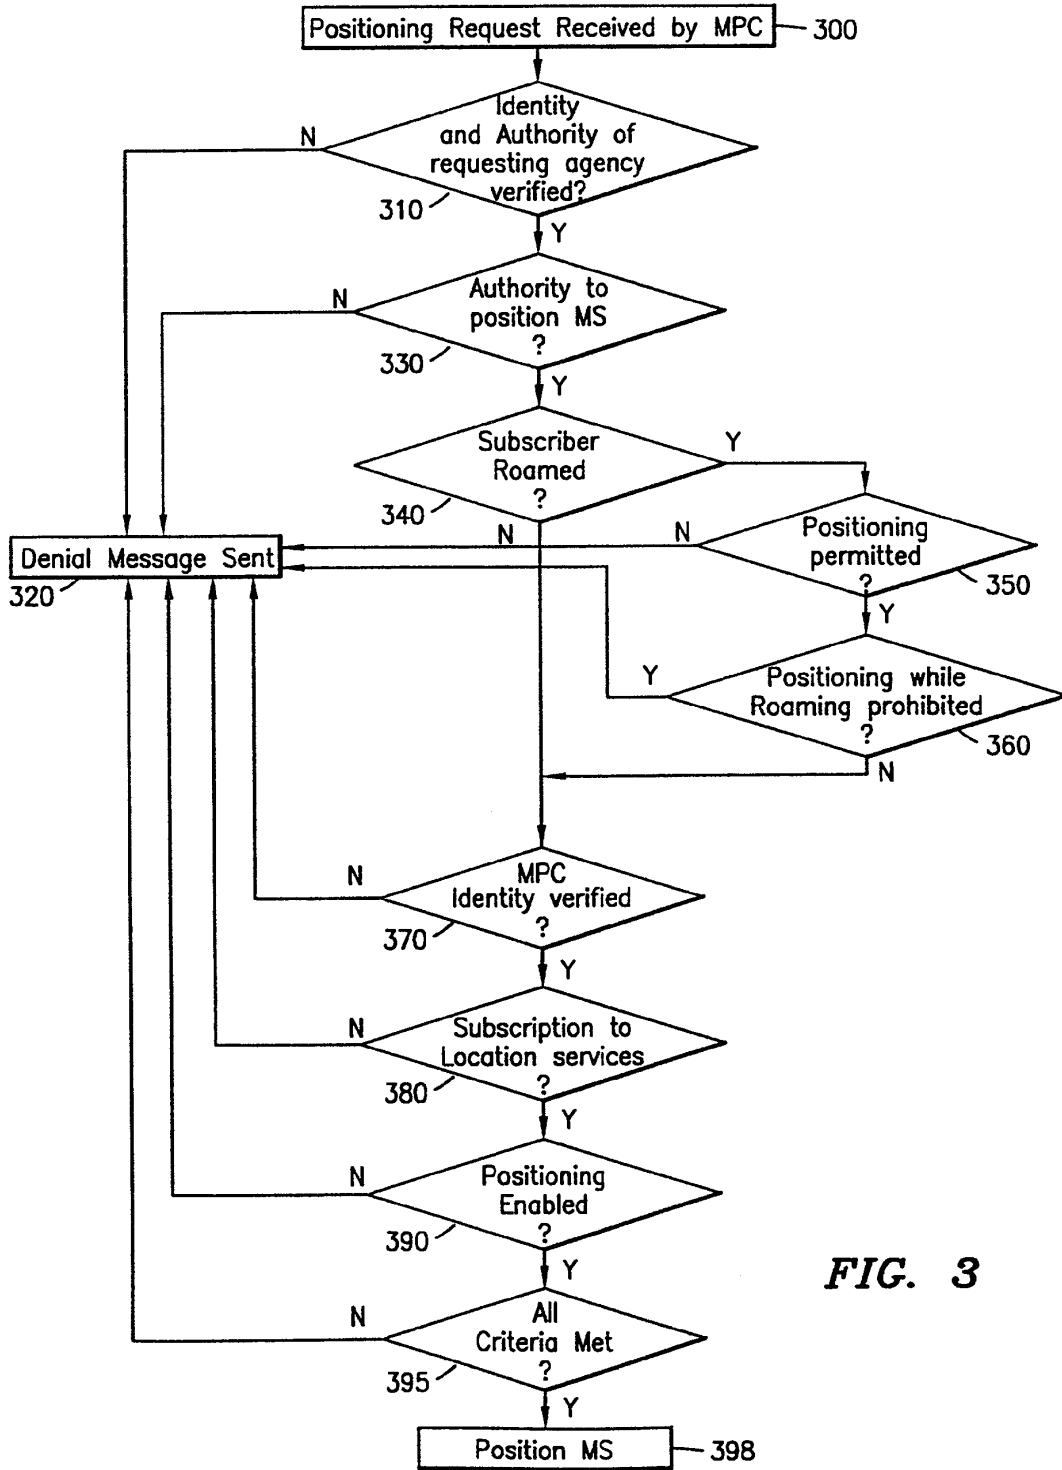 Positioning Request Received by MPC
300
Identity
and Authority of
requesting agency
verified?
N
310
Y
Authority to
position MS
?
N
330
Y
Subscriber
Roamed
?
Y
340
N
Positioning
permitted
?
N
350
Y
Denial Message Sent
320
Positioning while
Roaming prohibited
?
Y
360
N
MPC
Identity verified
?
N
370
Y
Subscription to
Location services
?
N
380
Y
Positioning
Enabled
?
N
390
Y
FIG. 3
All
Criteria Met
?
N
395
Y
Position MS
398